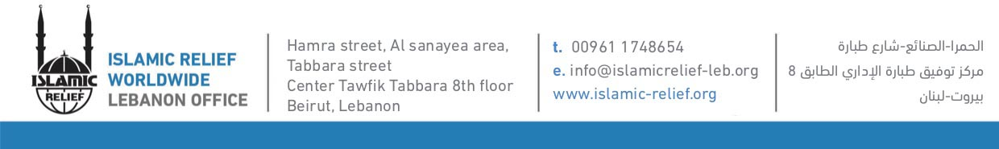 ISLAMIC
RELIEF
ISLAMIC RELIEF
WORLDWIDE
LEBANON OFFICE
Hamra street, Al sanayea area,
Tabbara street
Center Tawfik Tabbara 8th floor
Beirut, Lebanon
t. 00961 1748654
e. info@islamicrelief-leb.org
www.islamic-relief.org
الحمرا-الصنائع-شارع طبارة
مركز توفيق طبارة الإداري الطابق 8
بيروت-لبنان